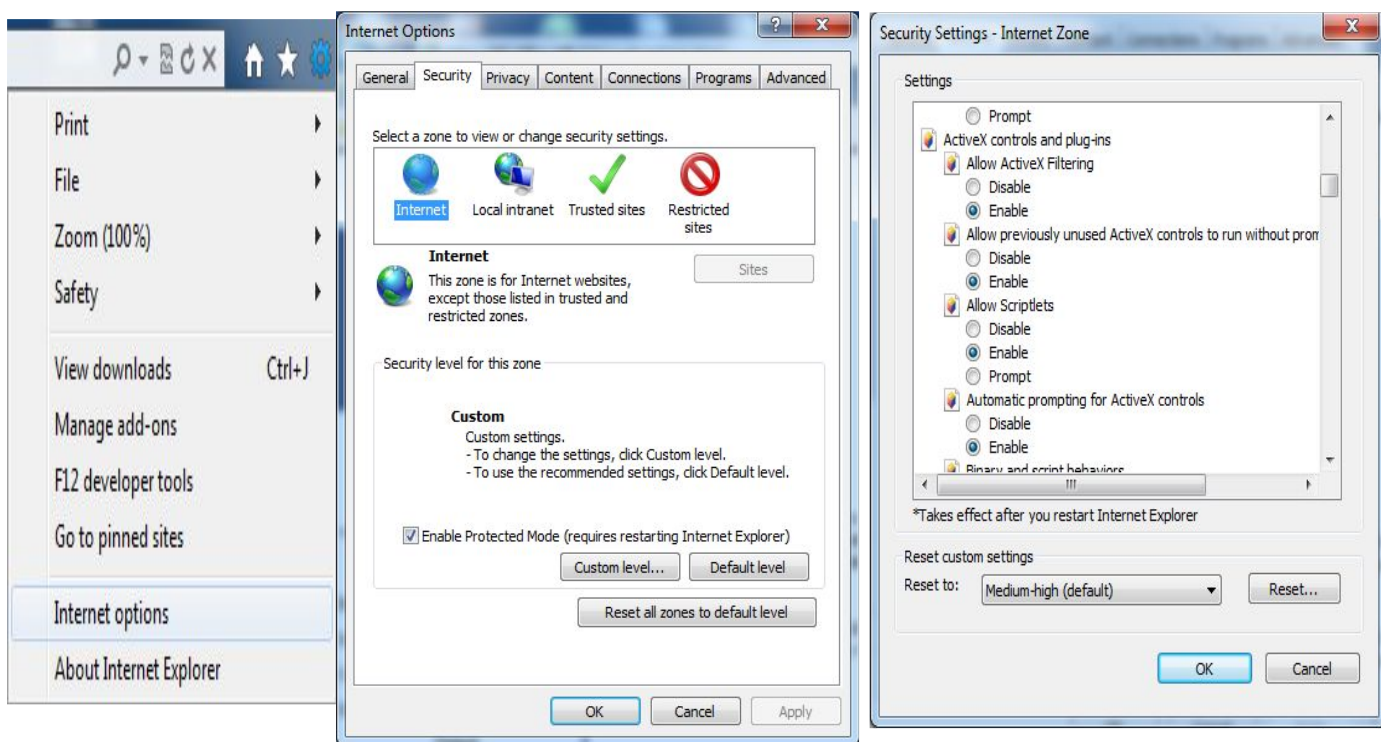 Print
File
Zoom (100%)
Safety
View downloads Ctrl+J
Manage add-ons
F12 developer tools
Go to pinned sites
Internet options
About Internet Explorer
Internet Options
General Security Privacy Content Connections Programs Advanced
Select a zone to view or change security settings.
Internet Local intranet Trusted sites Restricted
sites
Internet
Sites
This zone is for Internet websites,
except those listed in trusted and
restricted zones.
Security level for this zone
Custom
Custom settings.
- To change the settings, click Custom level.
- To use the recommended settings, click Default level.
Enable Protected Mode (requires restarting Internet Explorer)
Custom level... Default level
Reset all zones to default level
OK Cancel Apply
Security Settings - Internet Zone
Settings
Prompt
ActiveX controls and plug-ins
Allow ActiveX Filtering
Disable
Enable
Allow previously unused ActiveX controls to run without prom
Disable
Enable
Allow Scriptlets
Disable
Enable
Prompt
Automatic prompting for ActiveX controls
Disable
Enable
Binary and script behaviors
*Takes effect after you restart Internet Explorer
Reset custom settings
Reset to: Medium-high (default) Reset...
OK Cancel